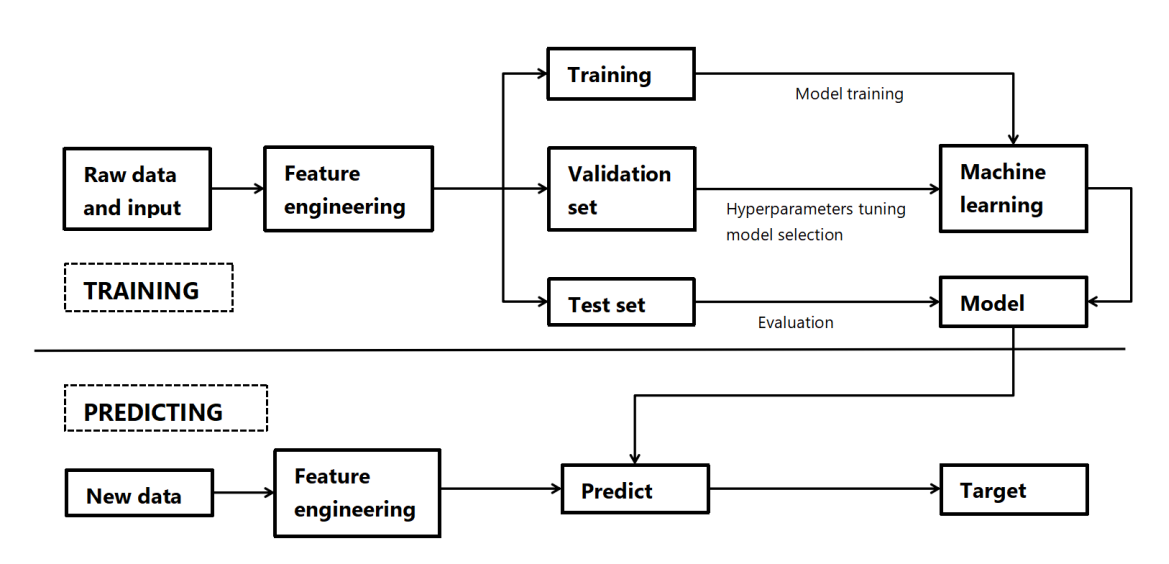 Training
Model training
Raw data
and input
Feature
engineering
Validation
set
Machine
learning
Hyperparameters tuning
model selection
TRAINING
Test set
Evaluation
Model
PREDICTING
New data
Feature
engineering
Predict
Target